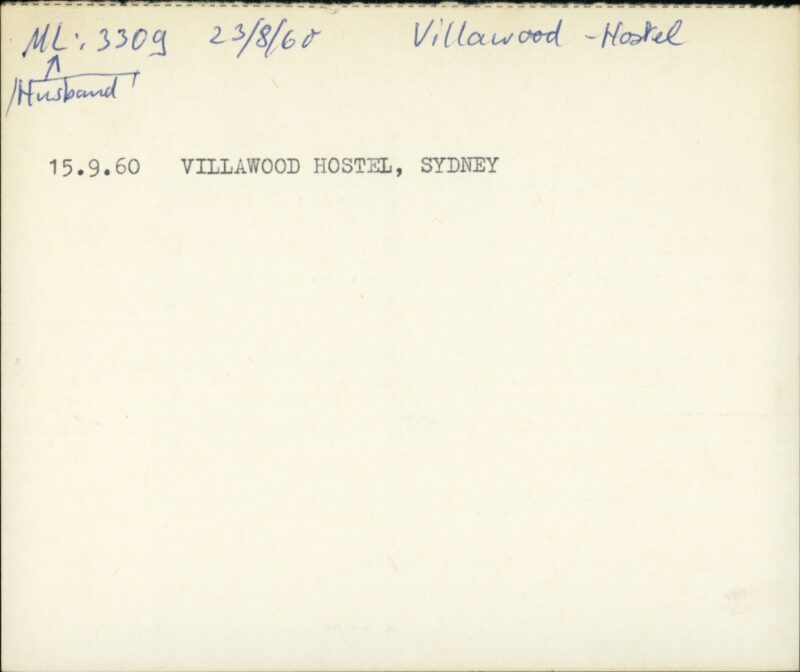 ML: 3309 23/8/60 Villawood - Hostel
/Husband/
15.9.60 VILLAWOOD HOSTEL, SYDNEY